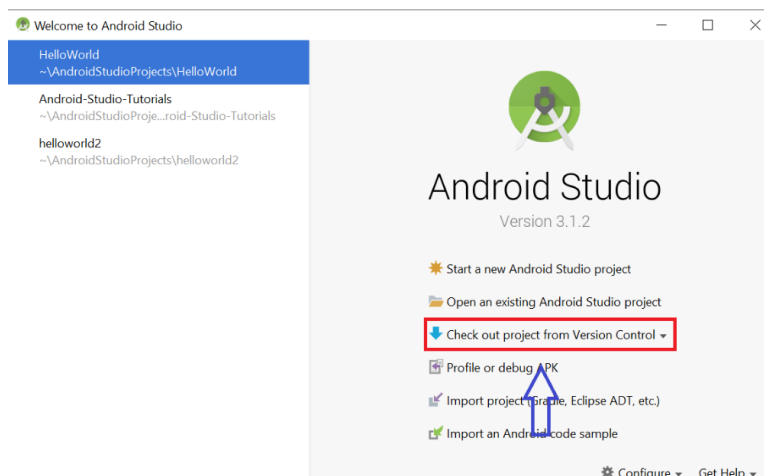 Welcome to Android Studio
HelloWorld
~\AndroidStudioProjects\HelloWorld
Android-Studio-Tutorials
~\AndroidStudioProje...roid-Studio-Tutorials
helloworld2
~\AndroidStudioProjects\helloworld2
Android Studio
Version 3.1.2
Start a new Android Studio project
Open an existing Android Studio project
Check out project from Version Control
Profile or debug APK
Import project (Gradle, Eclipse ADT, etc.)
Import an Android code sample
Configure Get Help